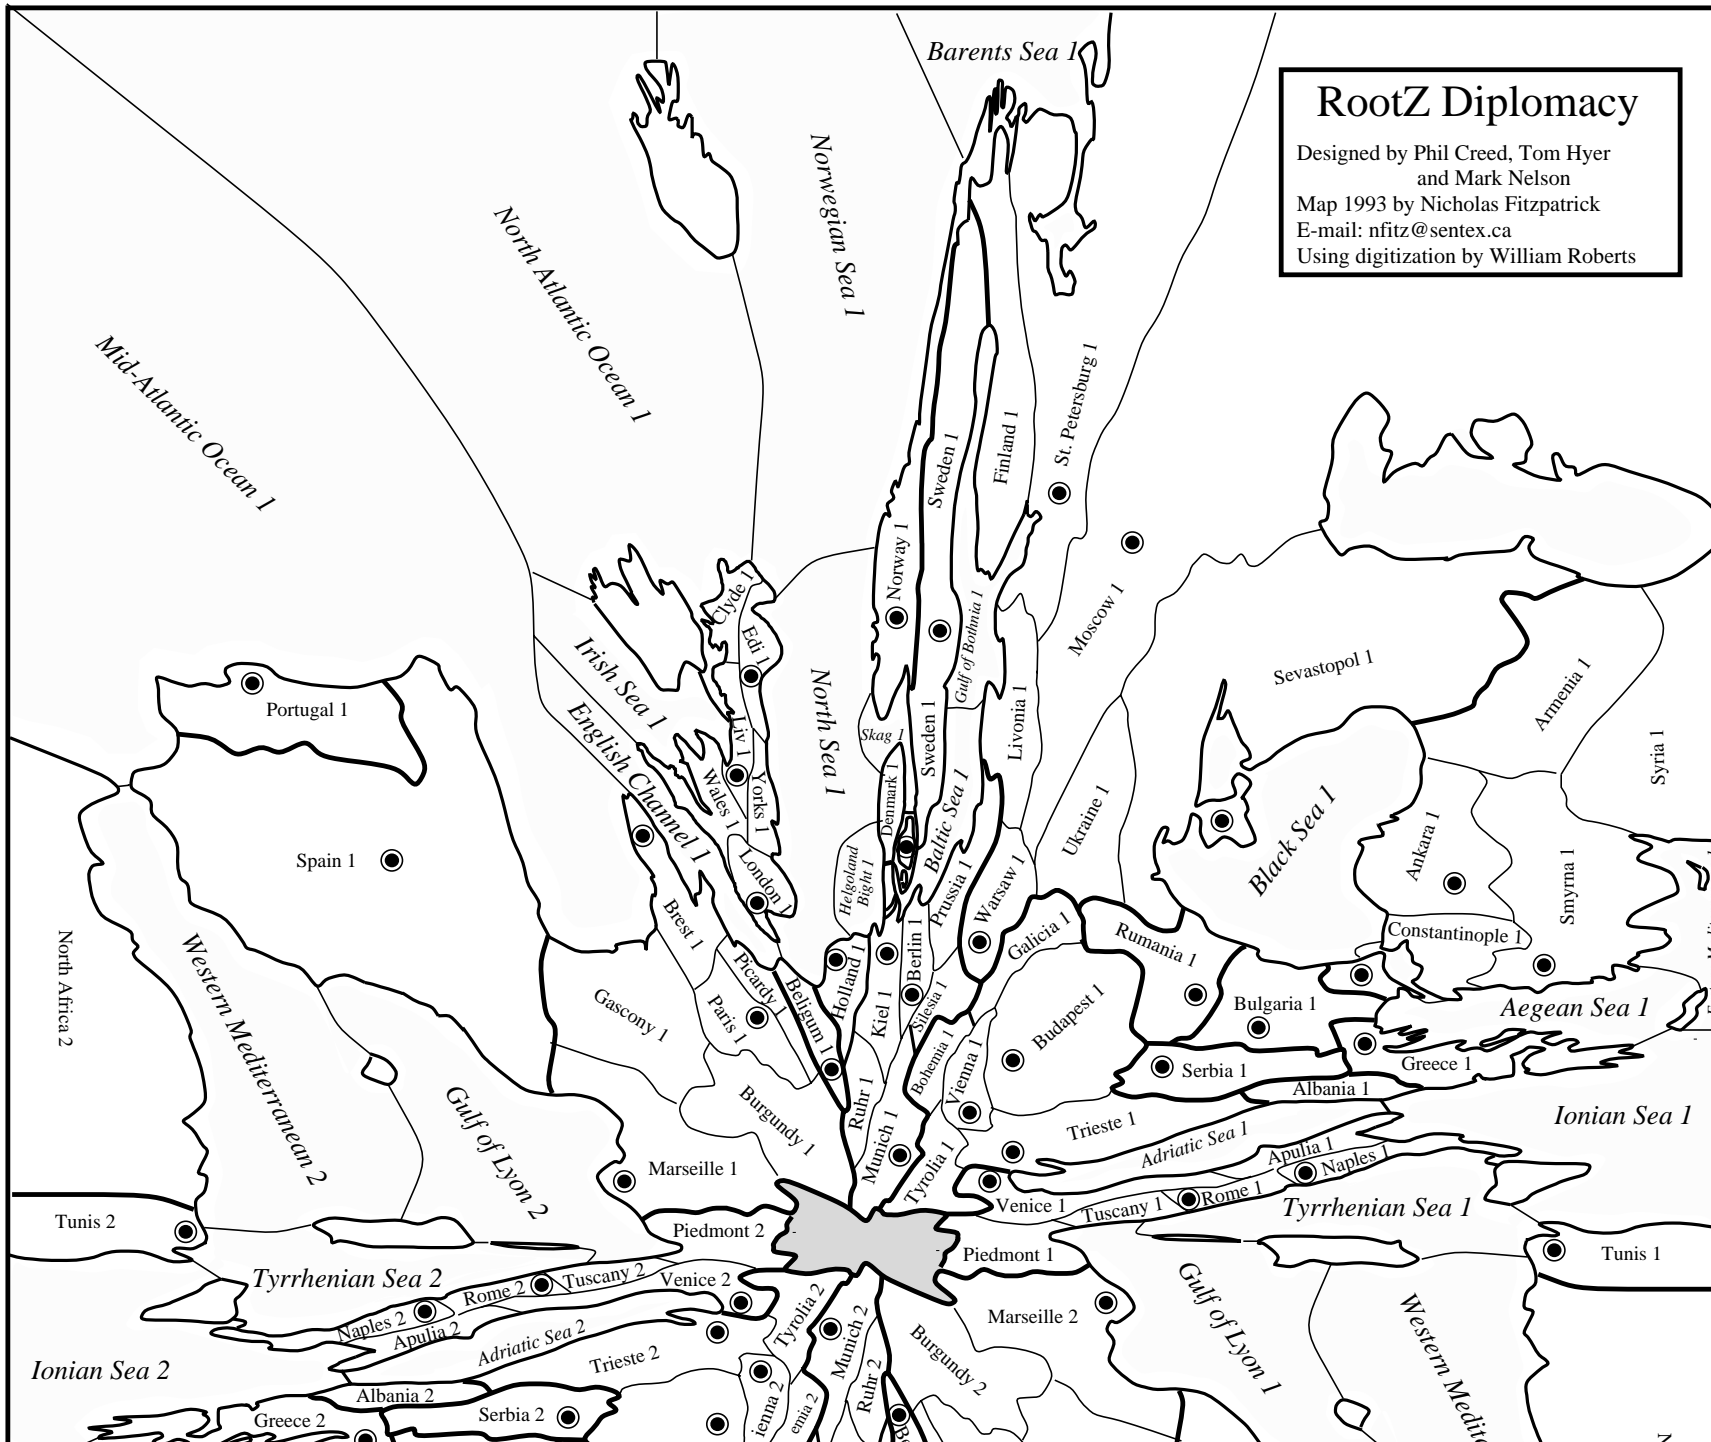 Barents Sea 1
RootZ Diplomacy
Designed by Phil Creed, Tom Hyer
and Mark Nelson
Map 1993 by Nicholas Fitzpatrick
E-mail: nfitz@sentex.ca
Using digitization by William Roberts
Norwegian Sea 1
North Atlantic Ocean 1
Mid-Atlantic Ocean 1
St. Petersburg 1
Finland 1
Sweden 1
Norway 1
Clyde 1
Edi 1
Gulf of Bothnia 1
Moscow 1
Sevastopol 1
Armenia 1
Irish Sea 1
North Sea 1
Portugal 1
Livonia 1
Skag 1
Sweden 1
Liv 1
English Channel 1
Syria 1
Denmark 1
Wales 1
Yorks 1
Baltic Sea 1
Ukraine 1
Black Sea 1
Ankara 1
Spain 1
London 1
Helgoland
Bight 1
Prussia 1
Warsaw 1
Smyrna 1
Brest 1
Galicia 1
Rumania 1
Constantinople 1
North Africa 2
Western Mediterranean 2
Picardy 1
Holland 1
Berlin 1
Gascony 1
Paris 1
Beligum 1
Kiel 1
Silesia 1
Budapest 1
Bulgaria 1
Aegean Sea 1
Bohemia 1
Vienna 1
Serbia 1
Greece 1
Albania 1
Gulf of Lyon 2
Burgundy 1
Ruhr 1
Munich 1
Trieste 1
Ionian Sea 1
Marseille 1
Tyrolia 1
Adriatic Sea 1
Apulia 1
Naples 1
Venice 1
Tuscany 1
Rome 1
Tyrrhenian Sea 1
Tunis 2
Piedmont 2
Piedmont 1
Tunis 1
Tyrrhenian Sea 2
Rome 2
Tuscany 2
Venice 2
Naples 2
Apulia 2
Adriatic Sea 2
Tyrolia 2
Munich 2
Marseille 2
Gulf of Lyon 1
Western Medit
Ionian Sea 2
Trieste 2
Burgundy 2
Albania 2
Ruhr 2
Greece 2
Serbia 2
ienna 2
emia 2